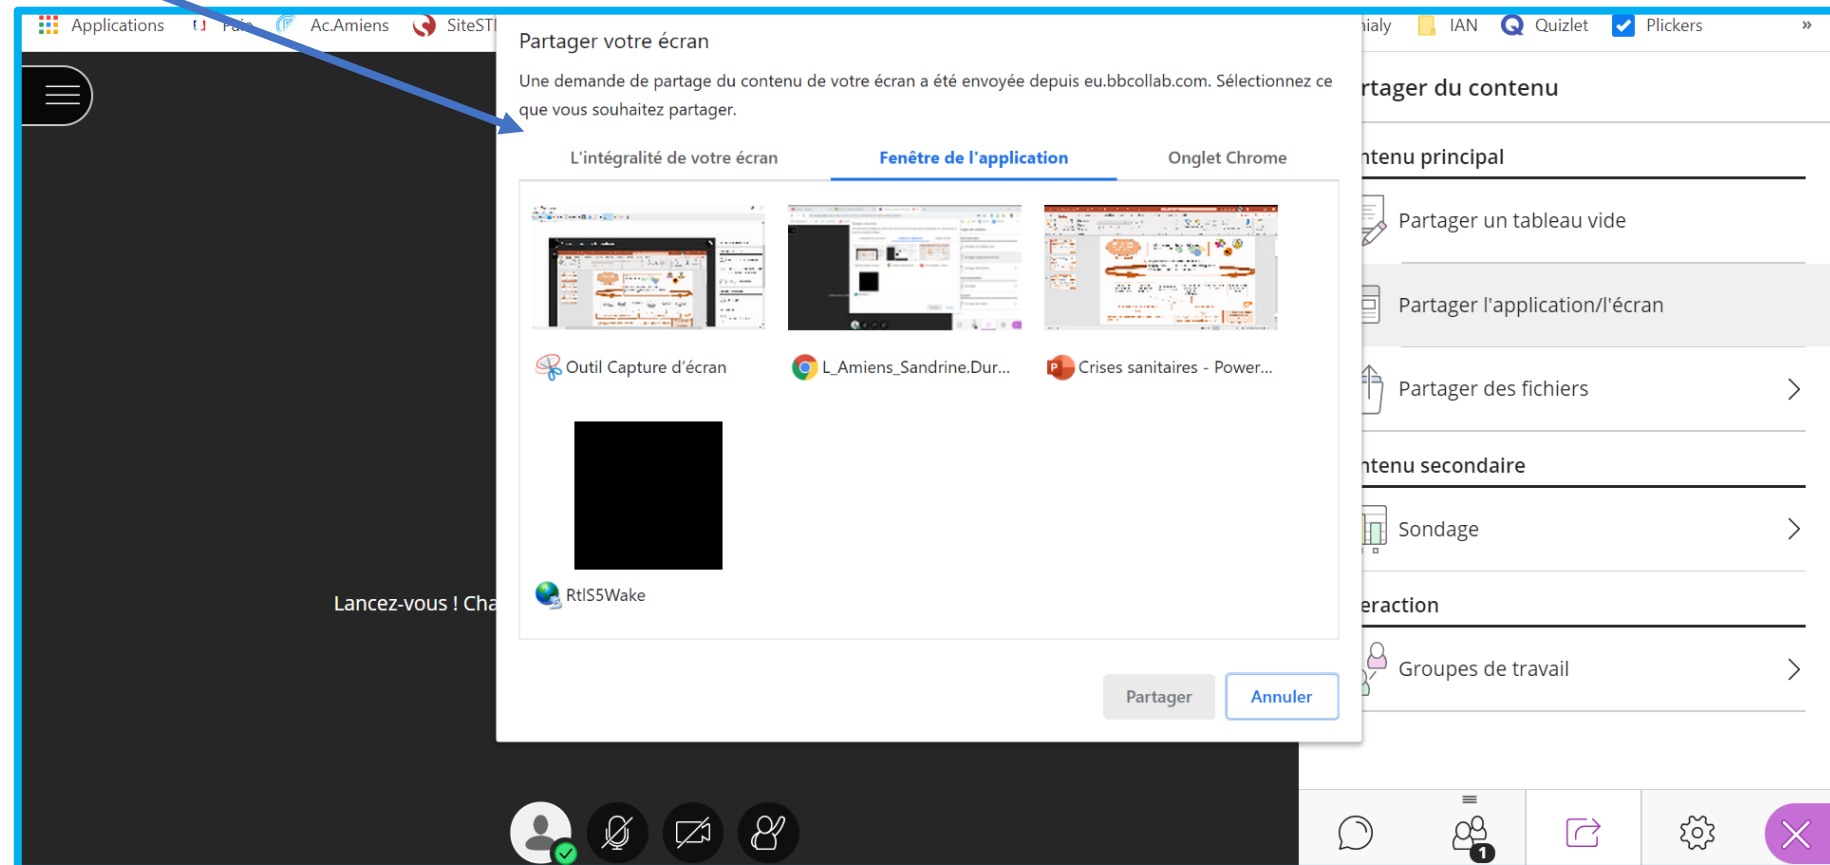 Applications
Ac.Amiens
SiteSTI
IAN
Quizlet
Plickers
»
Partager votre écran
Une demande de partage du contenu de votre écran a été envoyée depuis eu.bbcollab.com. Sélectionnez ce
que vous souhaitez partager.
L'intégralité de votre écran
Fenêtre de l'application
Onglet Chrome
Outil Capture d'écran
L_Amiens_Sandrine.Dur...
Crises sanitaires - Power...
RtlS5Wake
Partager
Annuler
Lancez-vous ! Cha
rtager du contenu
ntenu principal
Partager un tableau vide
Partager l'application/l'écran
Partager des fichiers
ntenu secondaire
Sondage
eraction
Groupes de travail
1